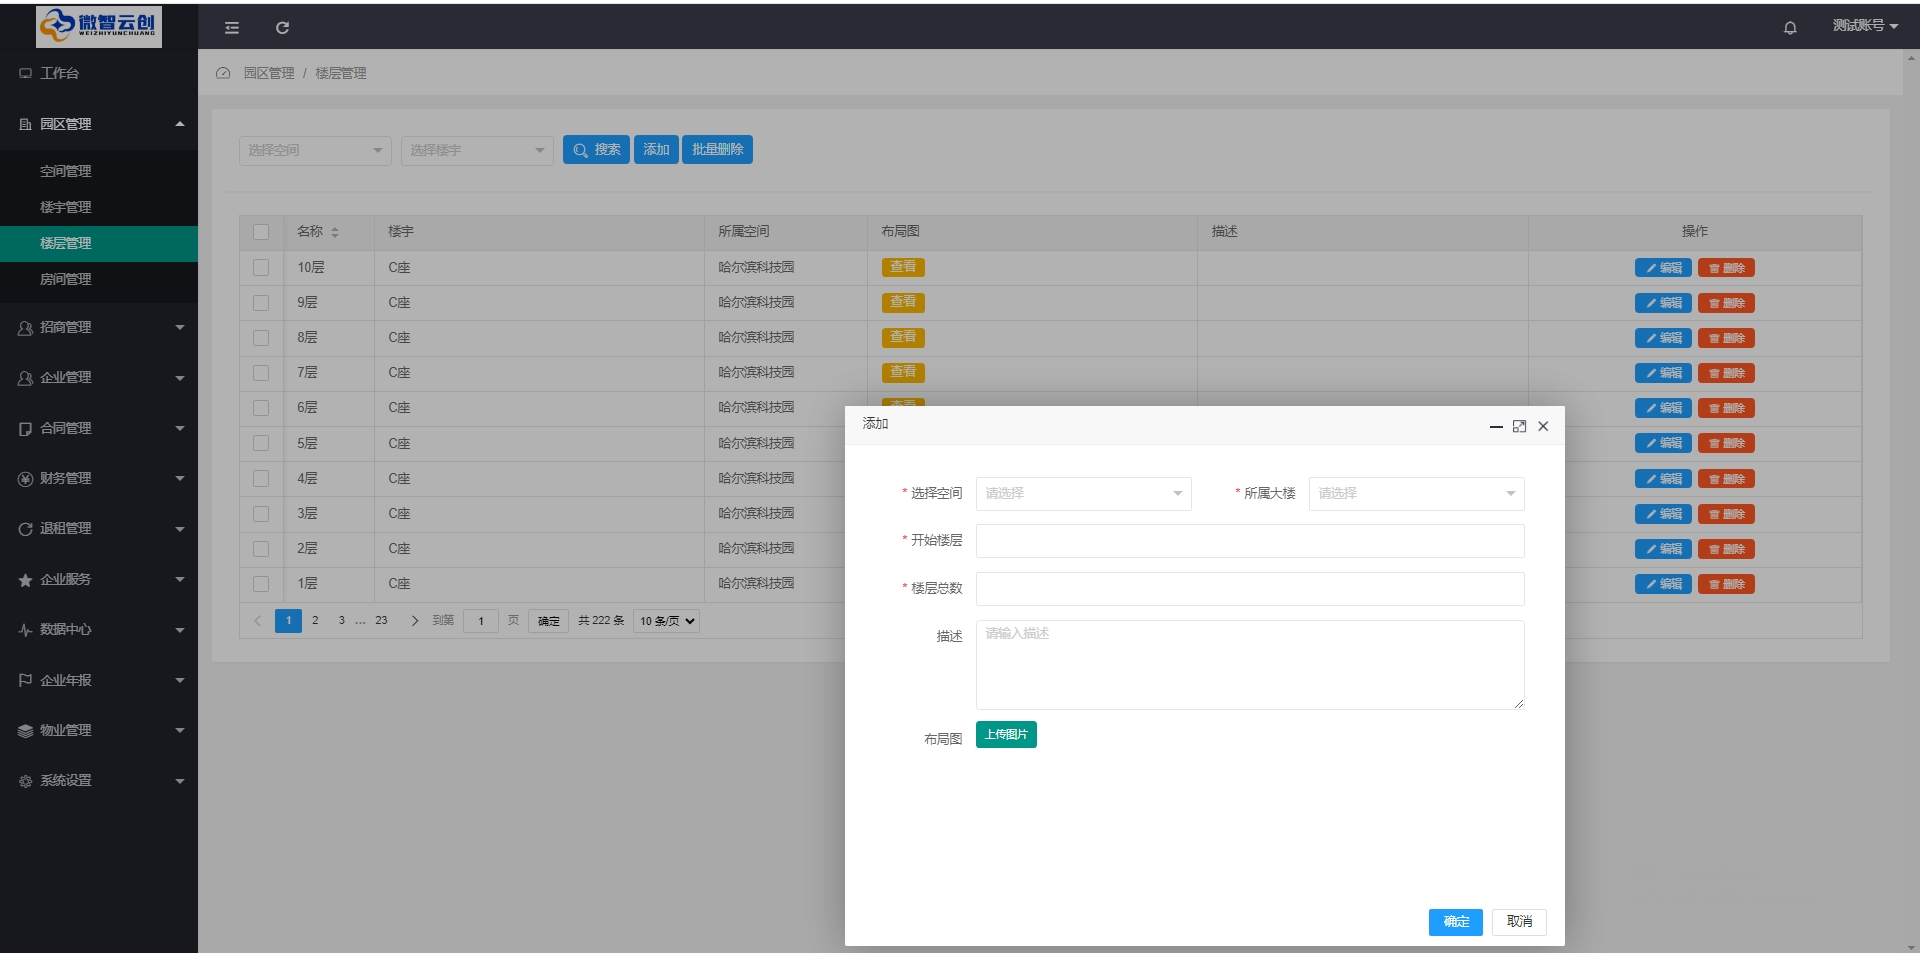 微智云创
WEIZHIYUNCHUANG
测试账号
工作台
园区管理
空间管理
楼宇管理
楼层管理
房间管理
招商管理
企业管理
合同管理
财务管理
退租管理
企业服务
数据中心
企业年报
物业管理
系统设置
园区管理 / 楼层管理
选择空间 选择楼宇 搜索 添加 批量删除
名称 楼宇 所属空间 布局图 描述 操作
10层 C座 哈尔滨科技园 查看 编辑 删除
9层 C座 哈尔滨科技园 查看 编辑 删除
8层 C座 哈尔滨科技园 查看 编辑 删除
7层 C座 哈尔滨科技园 查看 编辑 删除
6层 C座 哈尔滨科技园 查看 编辑 删除
5层 C座 哈尔滨科技园 编辑 删除
4层 C座 哈尔滨科技园 编辑 删除
3层 C座 哈尔滨科技园 编辑 删除
2层 C座 哈尔滨科技园 编辑 删除
1层 C座 哈尔滨科技园 编辑 删除
1 2 3 … 23 到第 1 页 确定 共 222 条 10 条/页
添加
* 选择空间 请选择 * 所属大楼 请选择
* 开始楼层
* 楼层总数
描述 请输入描述
布局图 上传图片
确定 取消